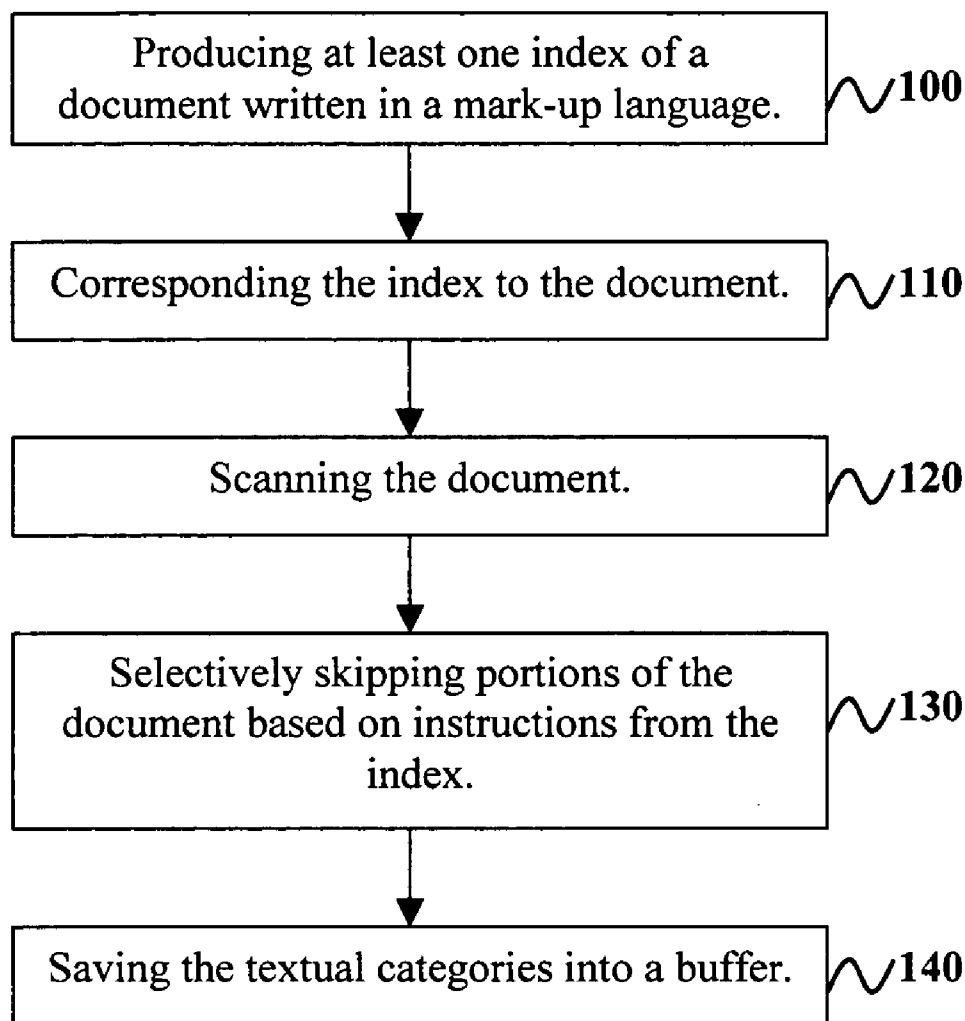 Producing at least one index of a
document written in a mark-up language.
100
Corresponding the index to the document.
110
Scanning the document.
120
Selectively skipping portions of the
document based on instructions from the
index.
130
Saving the textual categories into a buffer.
140